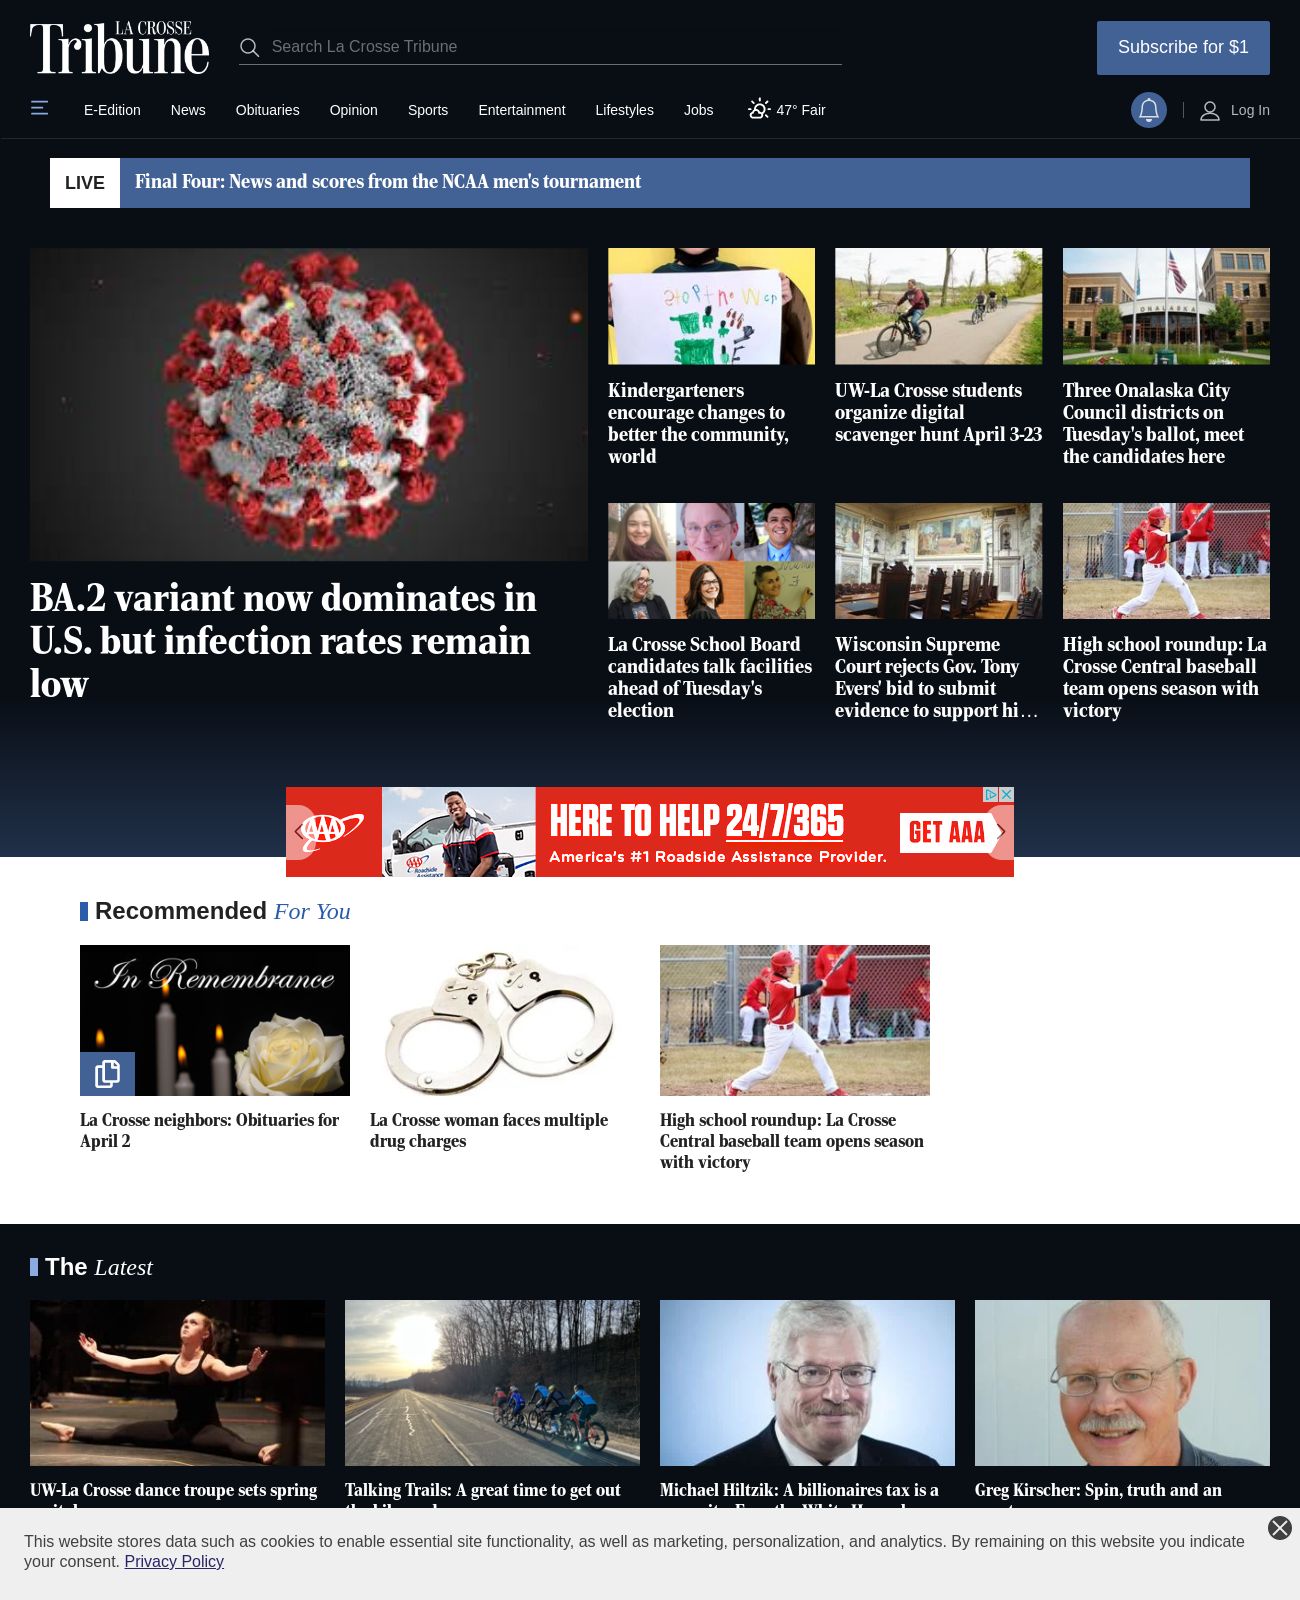 LA CROSSE
Tribune
Search La Crosse Tribune
Subscribe for $1
E-Edition
News
Obituaries
Opinion
Sports
Entertainment
Lifestyles
Jobs
47° Fair
Log In
LIVE
Final Four: News and scores from the NCAA men's tournament
BA.2 variant now dominates in
U.S. but infection rates remain
low
ONALASKA
Kindergarteners
encourage changes to
better the community,
world
UW-La Crosse students
organize digital
scavenger hunt April 3-23
Three Onalaska City
Council districts on
Tuesday's ballot, meet
the candidates here
La Crosse School Board
candidates talk facilities
ahead of Tuesday's
election
Wisconsin Supreme
Court rejects Gov. Tony
Evers' bid to submit
evidence to support hi…
High school roundup: La
Crosse Central baseball
team opens season with
victory
AAA
AAA
Roadside
Assistance
HERE TO HELP 24/7/365
America's #1 Roadside Assistance Provider.
GET AAA
Recommended For You
In Remembrance
La Crosse neighbors: Obituaries for
April 2
La Crosse woman faces multiple
drug charges
High school roundup: La Crosse
Central baseball team opens season
with victory
The Latest
UW-La Crosse dance troupe sets spring
Talking Trails: A great time to get out
Michael Hiltzik: A billionaires tax is a
Greg Kirscher: Spin, truth and an
This website stores data such as cookies to enable essential site functionality, as well as marketing, personalization, and analytics. By remaining on this website you indicate
your consent. Privacy Policy